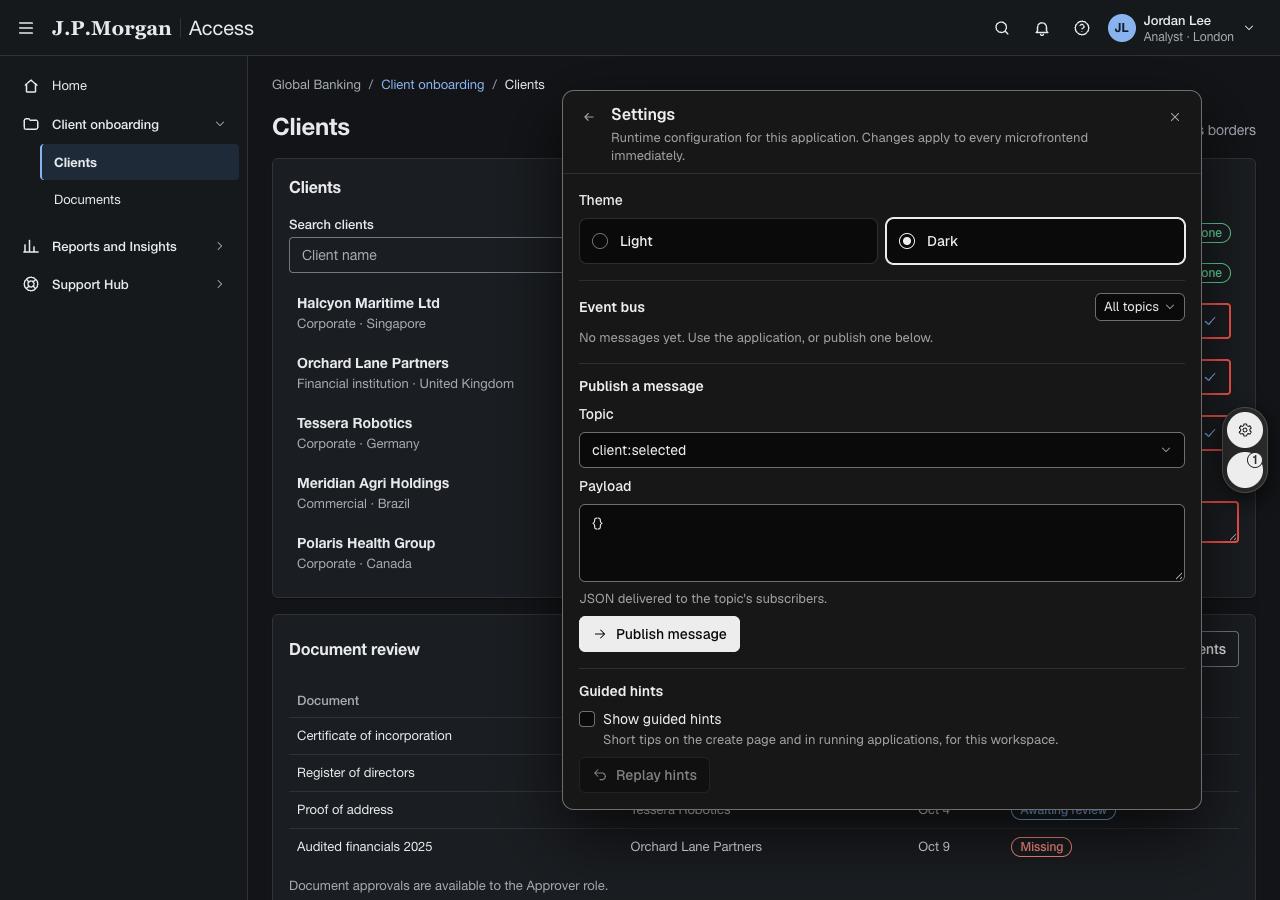 J.P.Morgan Access
JL
Jordan Lee
Analyst · London
Home
Client onboarding
Clients
Documents
Reports and Insights
Support Hub
Global Banking / Client onboarding / Clients
Clients
borders
Clients
Search clients
Client name
Halcyon Maritime Ltd
Corporate · Singapore
Orchard Lane Partners
Financial institution · United Kingdom
Tessera Robotics
Corporate · Germany
Meridian Agri Holdings
Commercial · Brazil
Polaris Health Group
Corporate · Canada
Settings
Runtime configuration for this application. Changes apply to every microfrontend
immediately.
Theme
Light
Dark
Event bus
All topics
No messages yet. Use the application, or publish one below.
Publish a message
Topic
client:selected
Payload
{}
JSON delivered to the topic's subscribers.
Publish message
Guided hints
Show guided hints
Short tips on the create page and in running applications, for this workspace.
Replay hints
1
Document review
Document
Certificate of incorporation
Register of directors
Proof of address Tessera Robotics Oct 4 Awaiting review
Audited financials 2025 Orchard Lane Partners Oct 9 Missing
Document approvals are available to the Approver role.